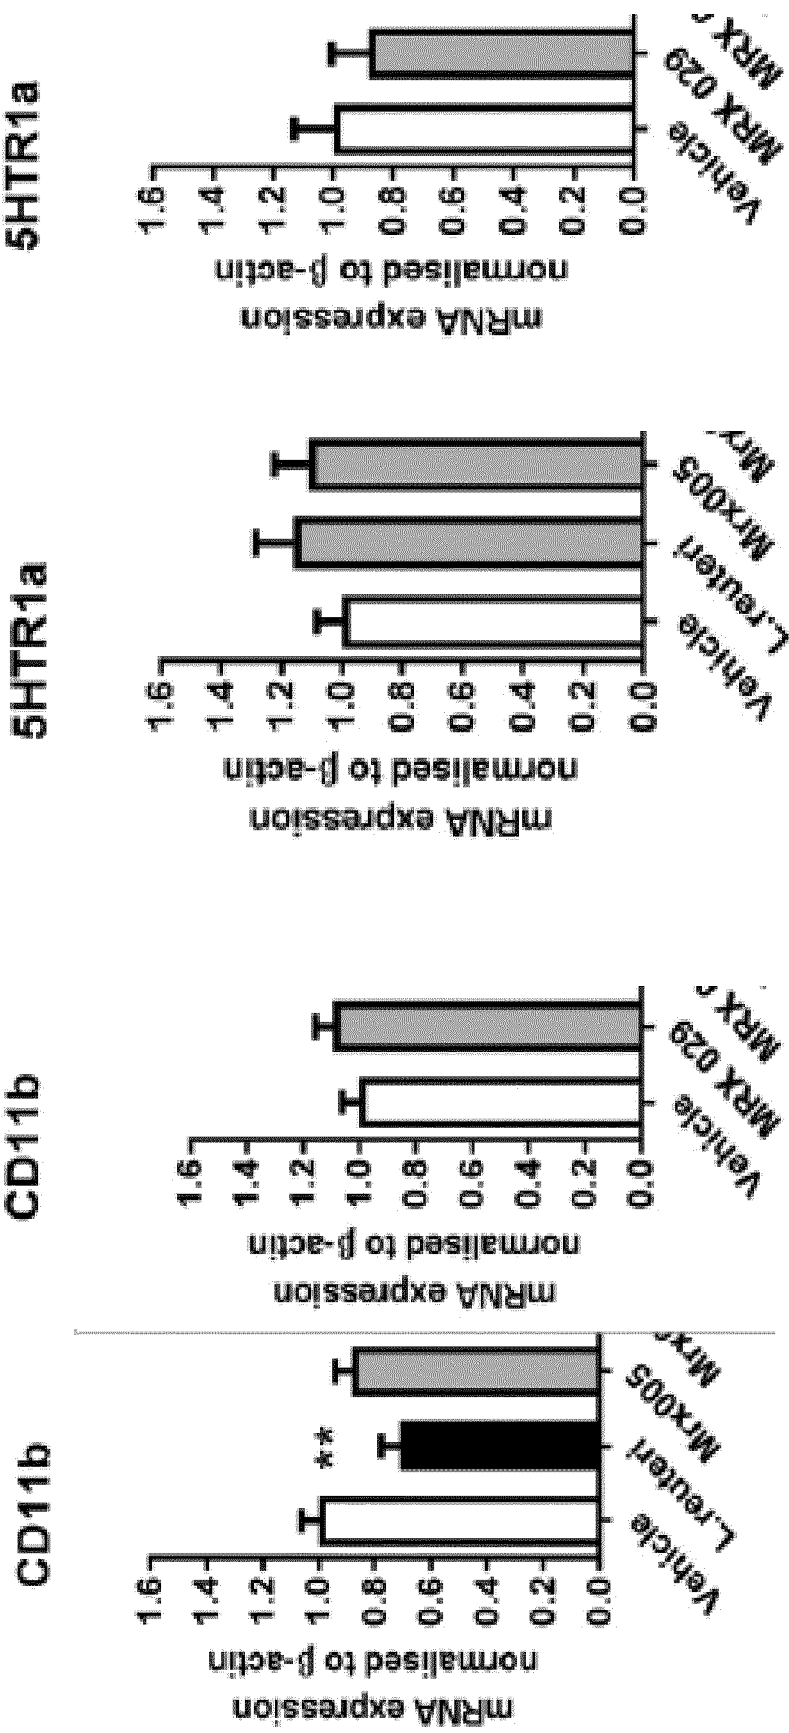 CD11b
mRNA expression
normalised to β-actin
1.6
1.4
1.2
1.0
0.8
0.6
0.4
0.2
0.0
**
Vehicle
L.reuteri
Mrx005
CD11b
mRNA expression
normalised to β-actin
1.6
1.4
1.2
1.0
0.8
0.6
0.4
0.2
0.0
Vehicle
MRX 029
MRX
5HTR1a
mRNA expression
normalised to β-actin
1.6
1.4
1.2
1.0
0.8
0.6
0.4
0.2
0.0
Vehicle
L.reuteri
Mrx005
5HTR1a
mRNA expression
normalised to β-actin
1.6
1.4
1.2
1.0
0.8
0.6
0.4
0.2
0.0
Vehicle
MRX 029
MRX